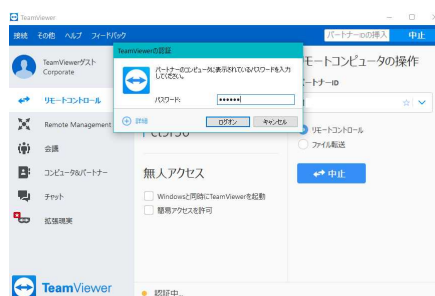 TeamViewer
接続 その他 ヘルプ フィードバック
パートナーIDの挿入 中止
TeamViewerゲスト
Corporate
リモートコントロール
Remote Management
会議
コンピュータ&パートナー
チャット
拡張現実
TeamViewer
TeamViewerの認証
パートナーのコンピュータに表示されているパスワードを入力
してください。
パスワード:
詳細
ログオン キャンセル
無人アクセス
Windowsと同時にTeamViewerを起動
簡易アクセスを許可
認証中...
モートコンピュータの操作
ートナーID
リモートコントロール
ファイル転送
中止